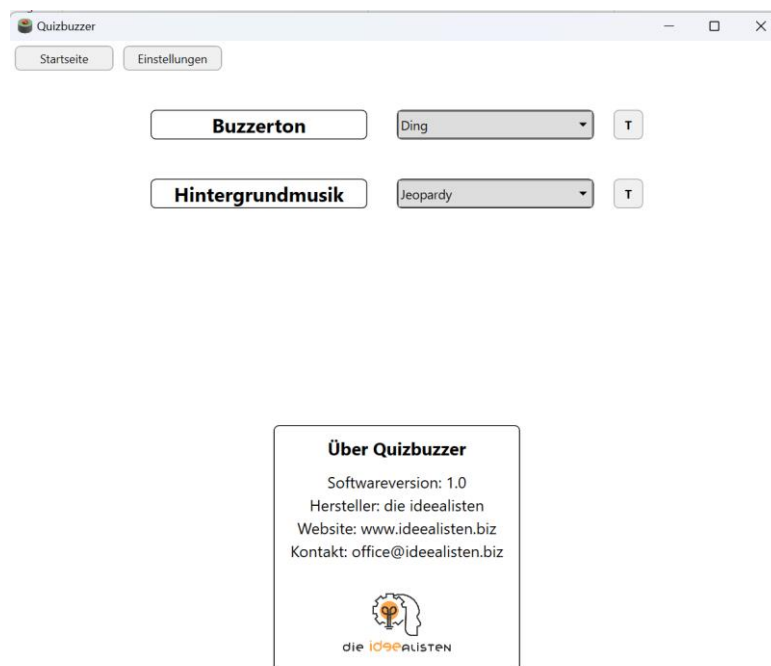 Quizbuzzer
Startseite Einstellungen
Buzzerton Ding T
Hintergrundmusik Jeopardy T
Über Quizbuzzer
Softwareversion: 1.0
Hersteller: die ideealisten
Website: www.ideealisten.biz
Kontakt: office@ideealisten.biz
die ideealisten